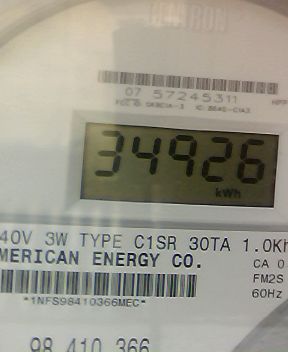 ITRON
07 57245311
34926
kWh
40V 3W TYPE C1SR 30TA 1.0Kh
MERICAN ENERGY CO.
CA 0
FM2S
60Hz
*1NFS98410366MEC*
98 410 366